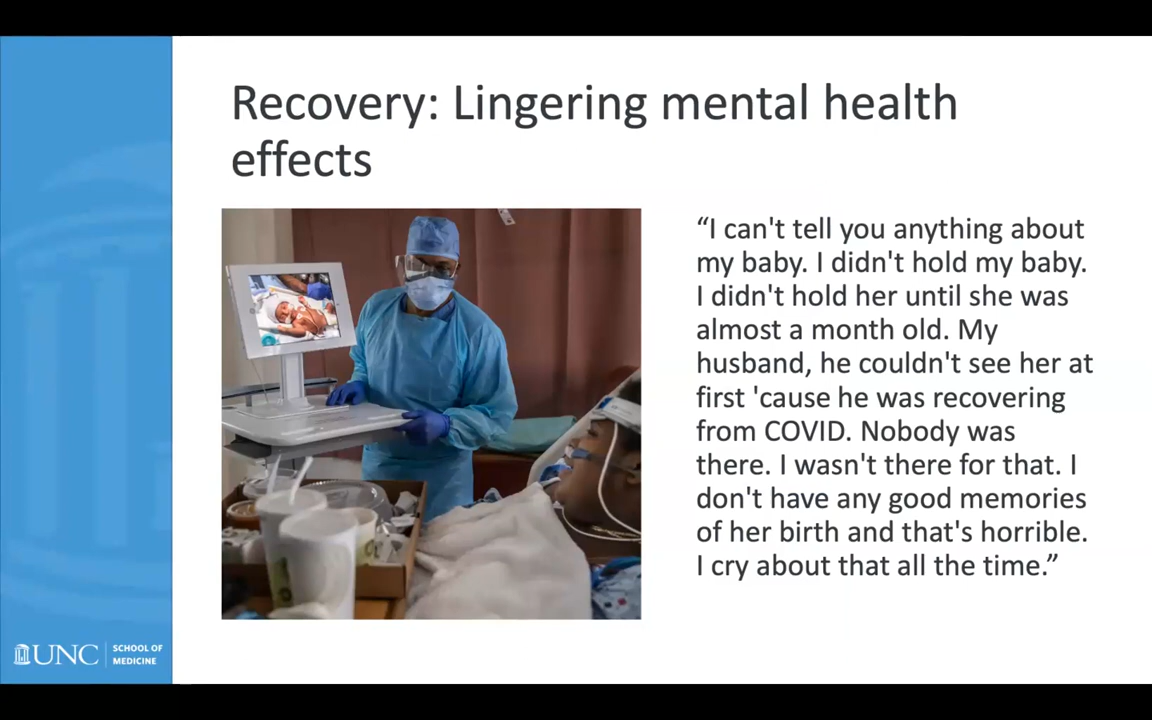 Recovery: Lingering mental health
effects
“I can't tell you anything about
my baby. I didn't hold my baby.
I didn't hold her until she was
almost a month old. My
husband, he couldn't see her at
first 'cause he was recovering
from COVID. Nobody was
there. I wasn't there for that. I
don't have any good memories
of her birth and that's horrible.
I cry about that all the time.”
UNC
SCHOOL OF
MEDICINE